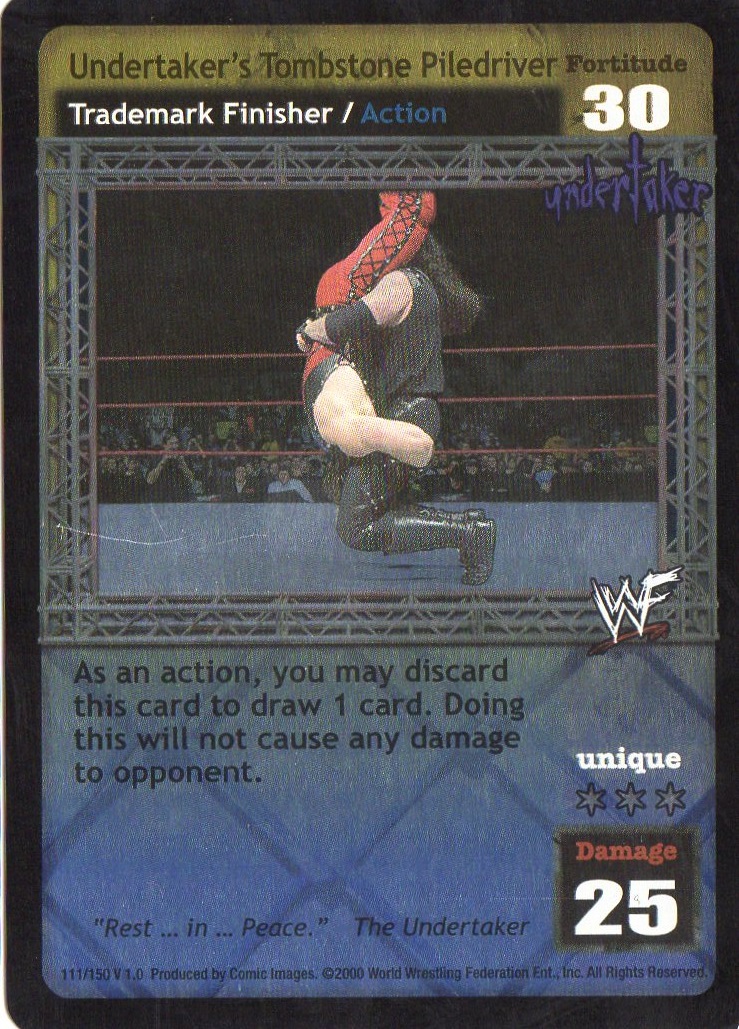 Undertaker's Tombstone Piledriver Fortitude
Trademark Finisher / Action 30
undertaker
WF
As an action, you may discard
this card to draw 1 card. Doing
this will not cause any damage
to opponent.
unique
Damage
25
"Rest ... in ... Peace." The Undertaker
111/150 V 1.0 Produced by Comic Images. ©2000 World Wrestling Federation Ent., Inc. All Rights Reserved.